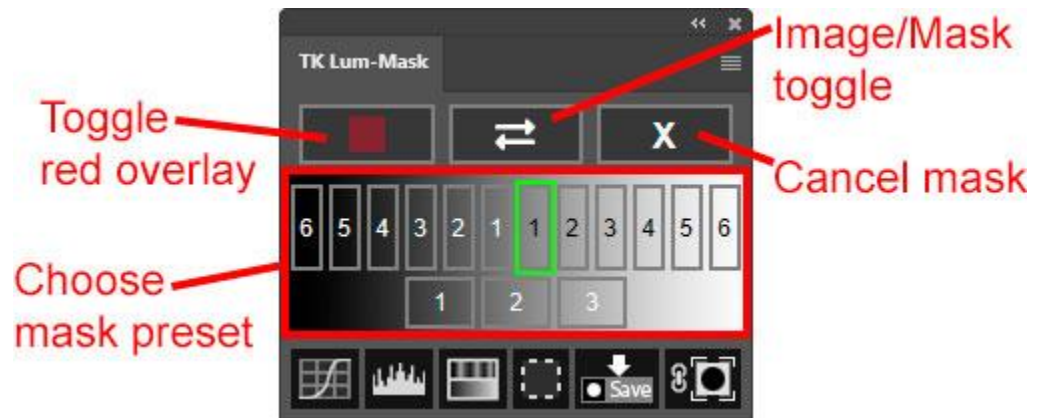 TK Lum-Mask
Image/Mask
toggle
Toggle
red overlay
X
Cancel mask
6 5 4 3 2 1 1 2 3 4 5 6
Choose
mask preset
1 2 3
Save